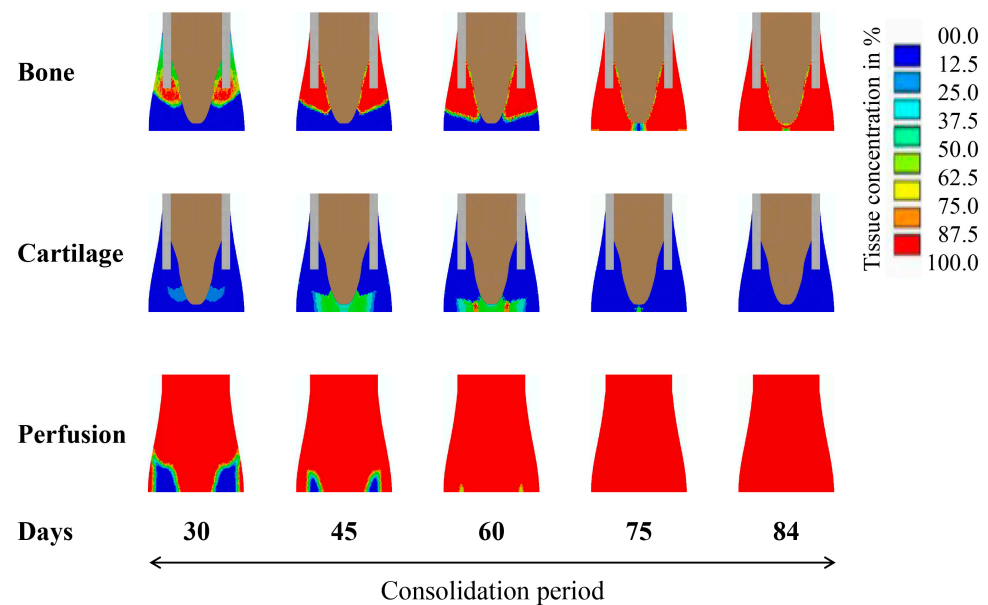 Bone
Cartilage
Perfusion
Days 30 45 60 75 84
Consolidation period
Tissue concentration in %
00.0
12.5
25.0
37.5
50.0
62.5
75.0
87.5
100.0